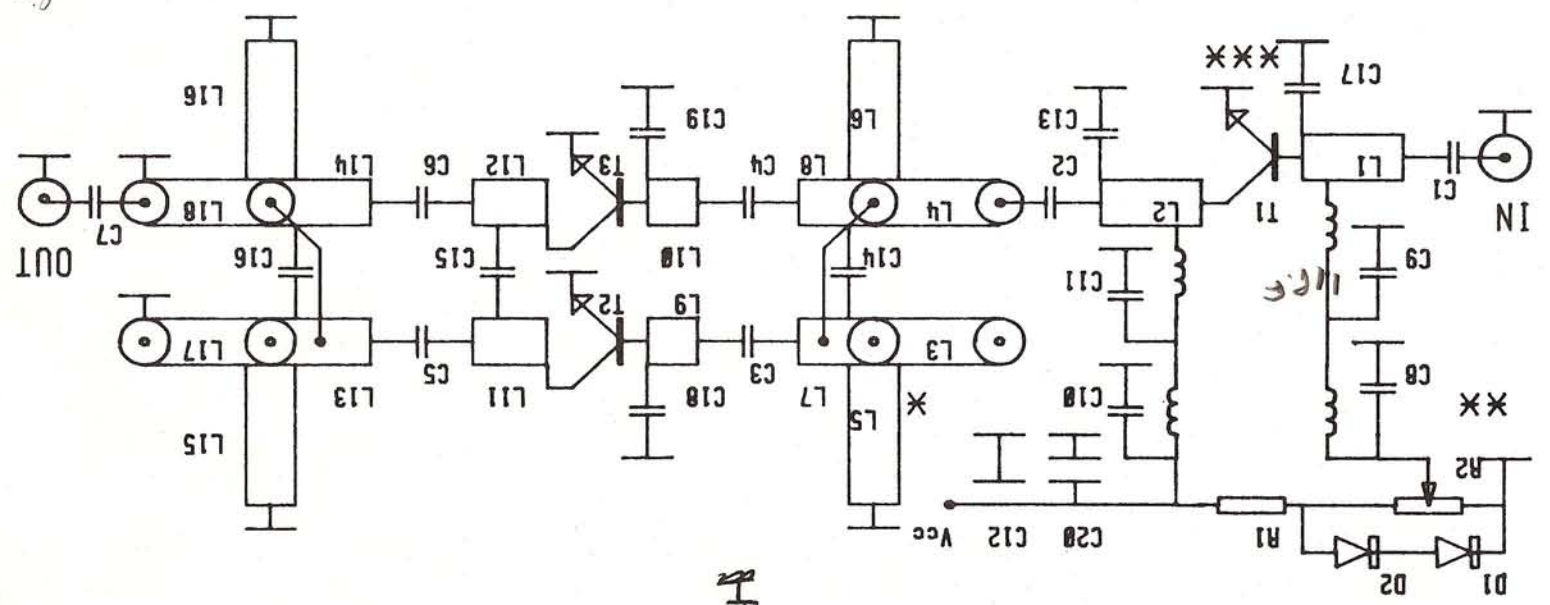 D1 D2
R1 C20 C12 Vcc
R2
L15
** C8 C10 * L5 L7 C18 L11 L13
C3 C5
L3 L17
L9 T2
C9 C11 C14 L10 C15 C16 OUT
C7
IN T1 L2 L4 L18
C1 L1 C2 L8 C4 T3 L12 C6 L14
C13 L6 C19
L16
C17 ***